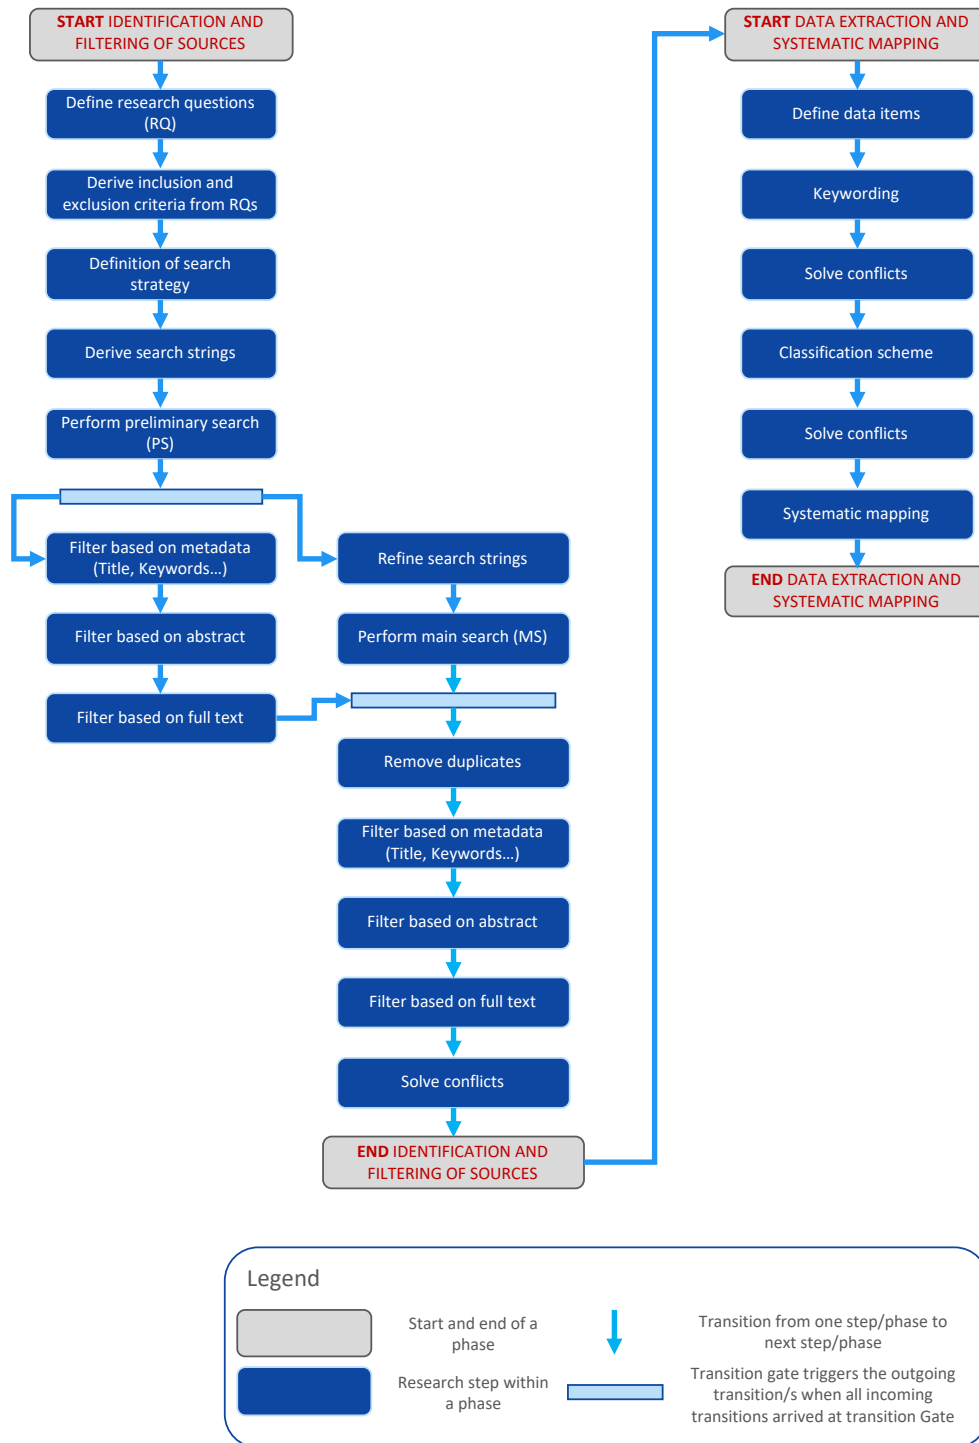 START IDENTIFICATION AND
FILTERING OF SOURCES
Define research questions
(RQ)
Derive inclusion and
exclusion criteria from RQs
Definition of search
strategy
Derive search strings
Perform preliminary search
(PS)
Filter based on metadata
(Title, Keywords...)
Filter based on abstract
Filter based on full text
Refine search strings
Perform main search (MS)
Remove duplicates
Filter based on metadata
(Title, Keywords...)
Filter based on abstract
Filter based on full text
Solve conflicts
END IDENTIFICATION AND
FILTERING OF SOURCES
START DATA EXTRACTION AND
SYSTEMATIC MAPPING
Define data items
Keywording
Solve conflicts
Classification scheme
Solve conflicts
Systematic mapping
END DATA EXTRACTION AND
SYSTEMATIC MAPPING
Legend
Start and end of a
phase
Transition from one step/phase to
next step/phase
Research step within
a phase
Transition gate triggers the outgoing
transition/s when all incoming
transitions arrived at transition Gate